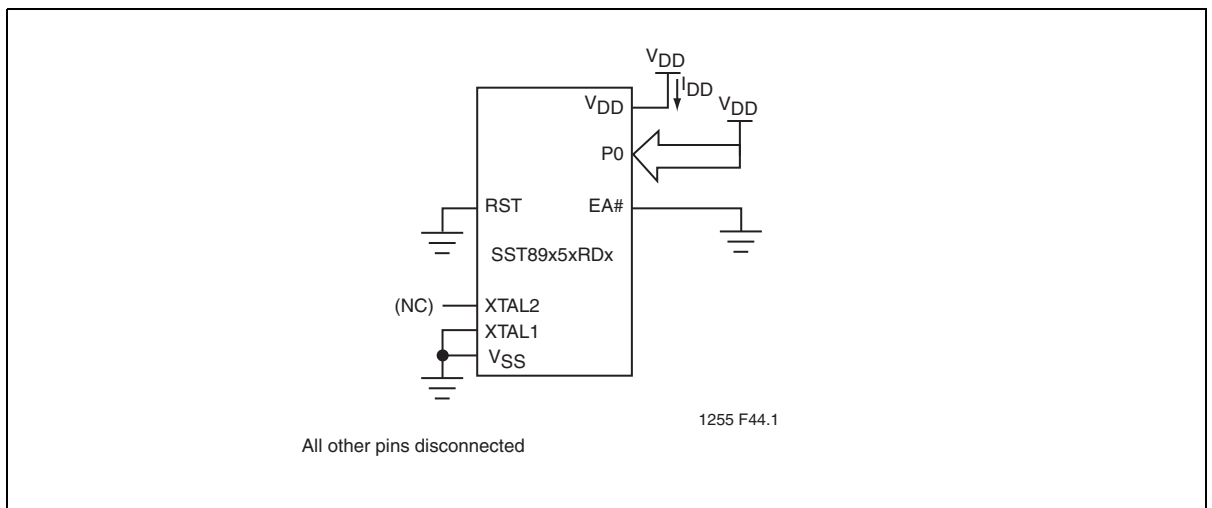 VDD
IDD
VDD
VDD
P0
RST
EA#
SST89x5xRDx
(NC)
XTAL2
XTAL1
VSS
1255 F44.1
All other pins disconnected